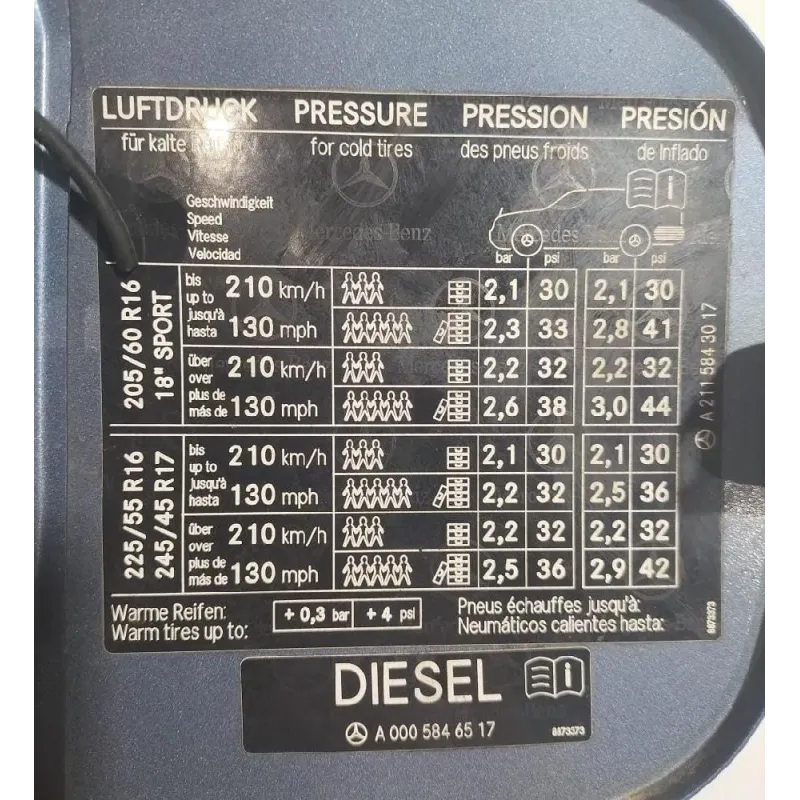 LUFTDRUCK PRESSURE PRESSION PRESIÓN
für kalte for cold tires des pneus froids de Inflado
Geschwindigkeit
Speed
Vitesse
Velocidad
bar psi bar psi
205/60 R16
18" SPORT
bis up to 210 km/h 2,1 30 2,1 30
jusqu'à hasta 130 mph 2,3 33 2,8 41
über over 210 km/h 2,2 32 2,2 32
plus de más de 130 mph 2,6 38 3,0 44
225/55 R16
245/45 R17
bis up to 210 km/h 2,1 30 2,1 30
jusqu'à hasta 130 mph 2,2 32 2,5 36
über over 210 km/h 2,2 32 2,2 32
plus de más de 130 mph 2,5 36 2,9 42
Warme Reifen: + 0,3 bar + 4 psi Pneus échauffes jusqu'à:
Warm tires up to: Neumáticos calientes hasta:
A 211 584 30 17
6873373
DIESEL
A 000 584 65 17
6873373
Mercedes-Benz